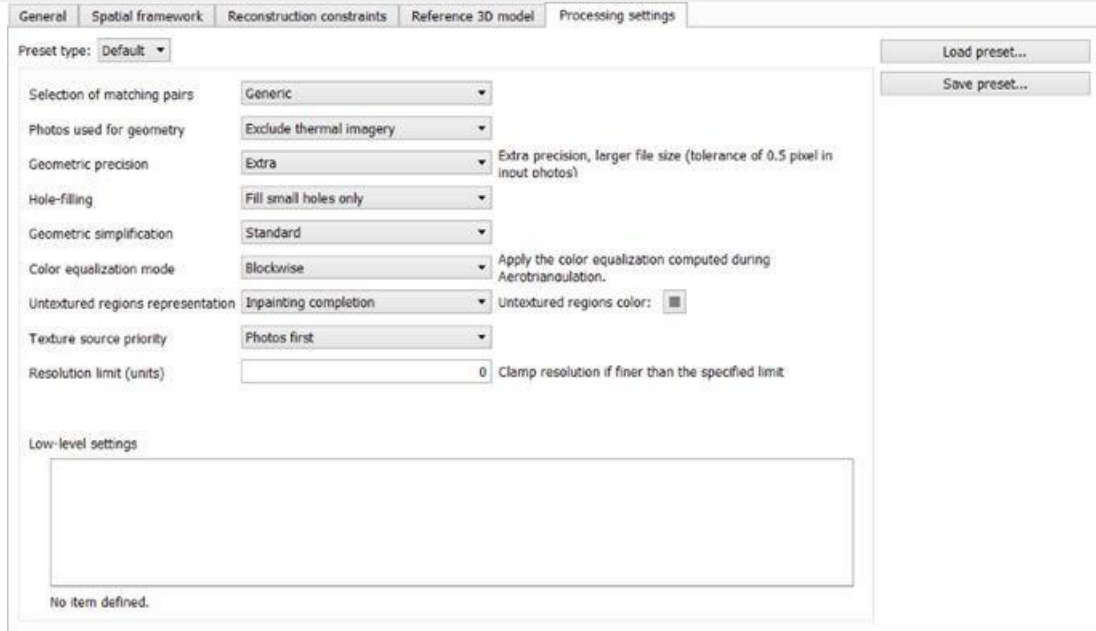 General Spatial framework Reconstruction constraints Reference 3D model Processing settings
Preset type: Default Load preset...
Save preset...
Selection of matching pairs Generic
Photos used for geometry Exclude thermal imagery
Geometric precision Extra Extra precision, larger file size (tolerance of 0.5 pixel in
input photos)
Hole-filling Fill small holes only
Geometric simplification Standard
Color equalization mode Blockwise Apply the color equalization computed during
Aerotriangulation.
Untextured regions representation Inpainting completion Untextured regions color:
Texture source priority Photos first
Resolution limit (units) 0 Clamp resolution if finer than the specified limit
Low-level settings
No item defined.